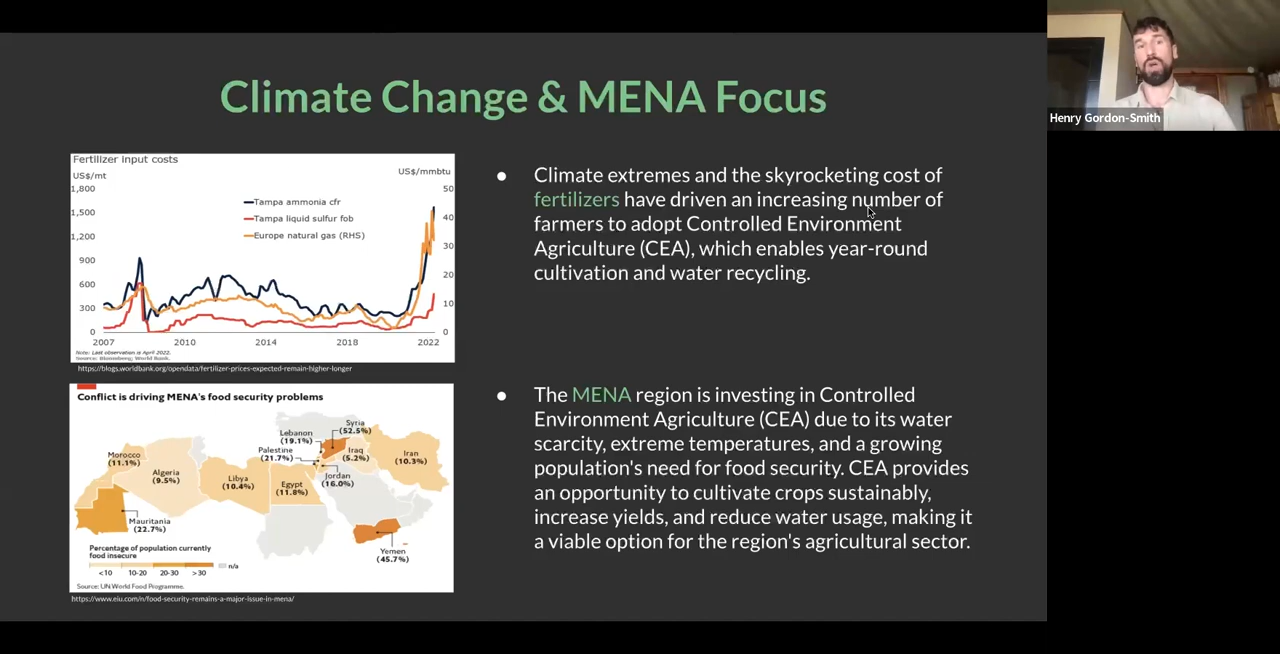 Climate Change & MENA Focus
Henry Gordon-Smith
Fertilizer input costs
US$/mt
US$/mmbtu
1,800
1,500
1,200
900
600
300
0
50
40
30
20
10
0
Tampa ammonia cfr
Tampa liquid sulfur fob
Europe natural gas (RHS)
2007
2010
2014
2018
2022
Note: Last observation is April 2022.
Source: Bloomberg; World Bank.
https://blogs.worldbank.org/opendata/fertilizer-prices-expected-remain-higher-longer
● Climate extremes and the skyrocketing cost of
fertilizers have driven an increasing number of
farmers to adopt Controlled Environment
Agriculture (CEA), which enables year-round
cultivation and water recycling.
Conflict is driving MENA's food security problems
Syria
(52.5%)
Lebanon
(19.1%)
Palestine
(21.7%)
Iraq
(5.2%)
Iran
(10.3%)
Jordan
(16.0%)
Morocco
(11.1%)
Algeria
(9.5%)
Libya
(10.4%)
Egypt
(11.8%)
Mauritania
(22.7%)
Yemen
(45.7%)
Percentage of population currently
food insecure
<10
10-20
20-30
>30
n/a
Source: UN World Food Programme.
https://www.eiu.com/n/food-security-remains-a-major-issue-in-mena/
● The MENA region is investing in Controlled
Environment Agriculture (CEA) due to its water
scarcity, extreme temperatures, and a growing
population's need for food security. CEA provides
an opportunity to cultivate crops sustainably,
increase yields, and reduce water usage, making it
a viable option for the region's agricultural sector.